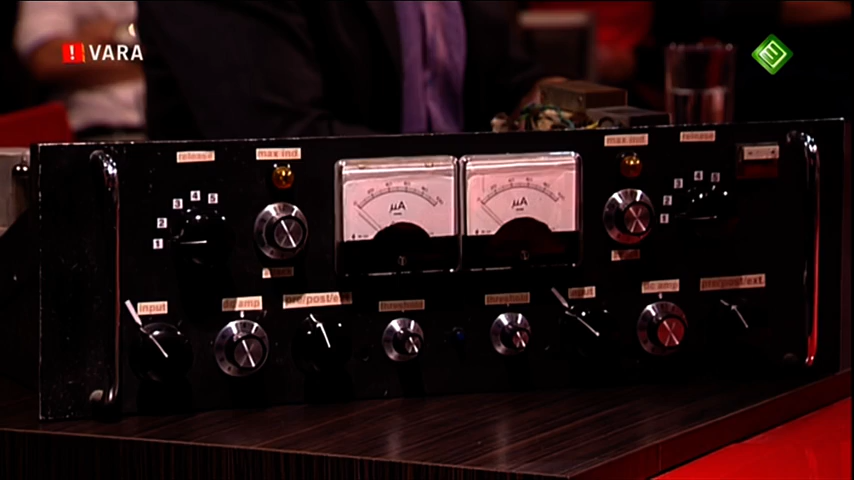 ! VARA
release
max ind
max ind
release
1
2
3
4
5
1
2
3
4
5
µA
µA
input
dc amp
pre/post/ext
threshold
threshold
input
dc amp
pre/post/ext.